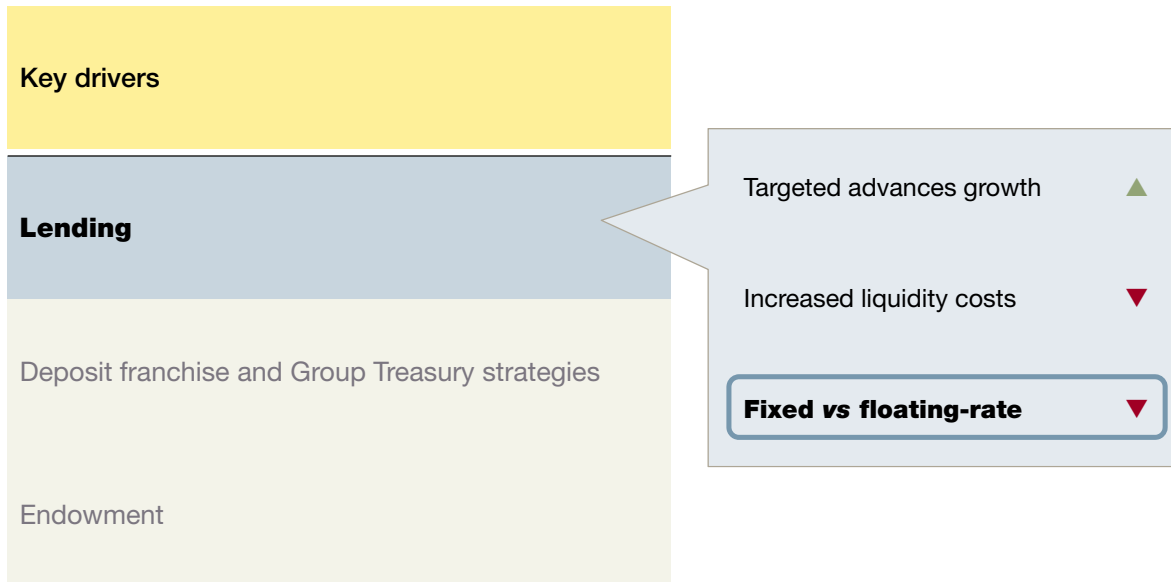 Key drivers
Lending
Deposit franchise and Group Treasury strategies
Endowment
Targeted advances growth
Increased liquidity costs
Fixed vs floating-rate